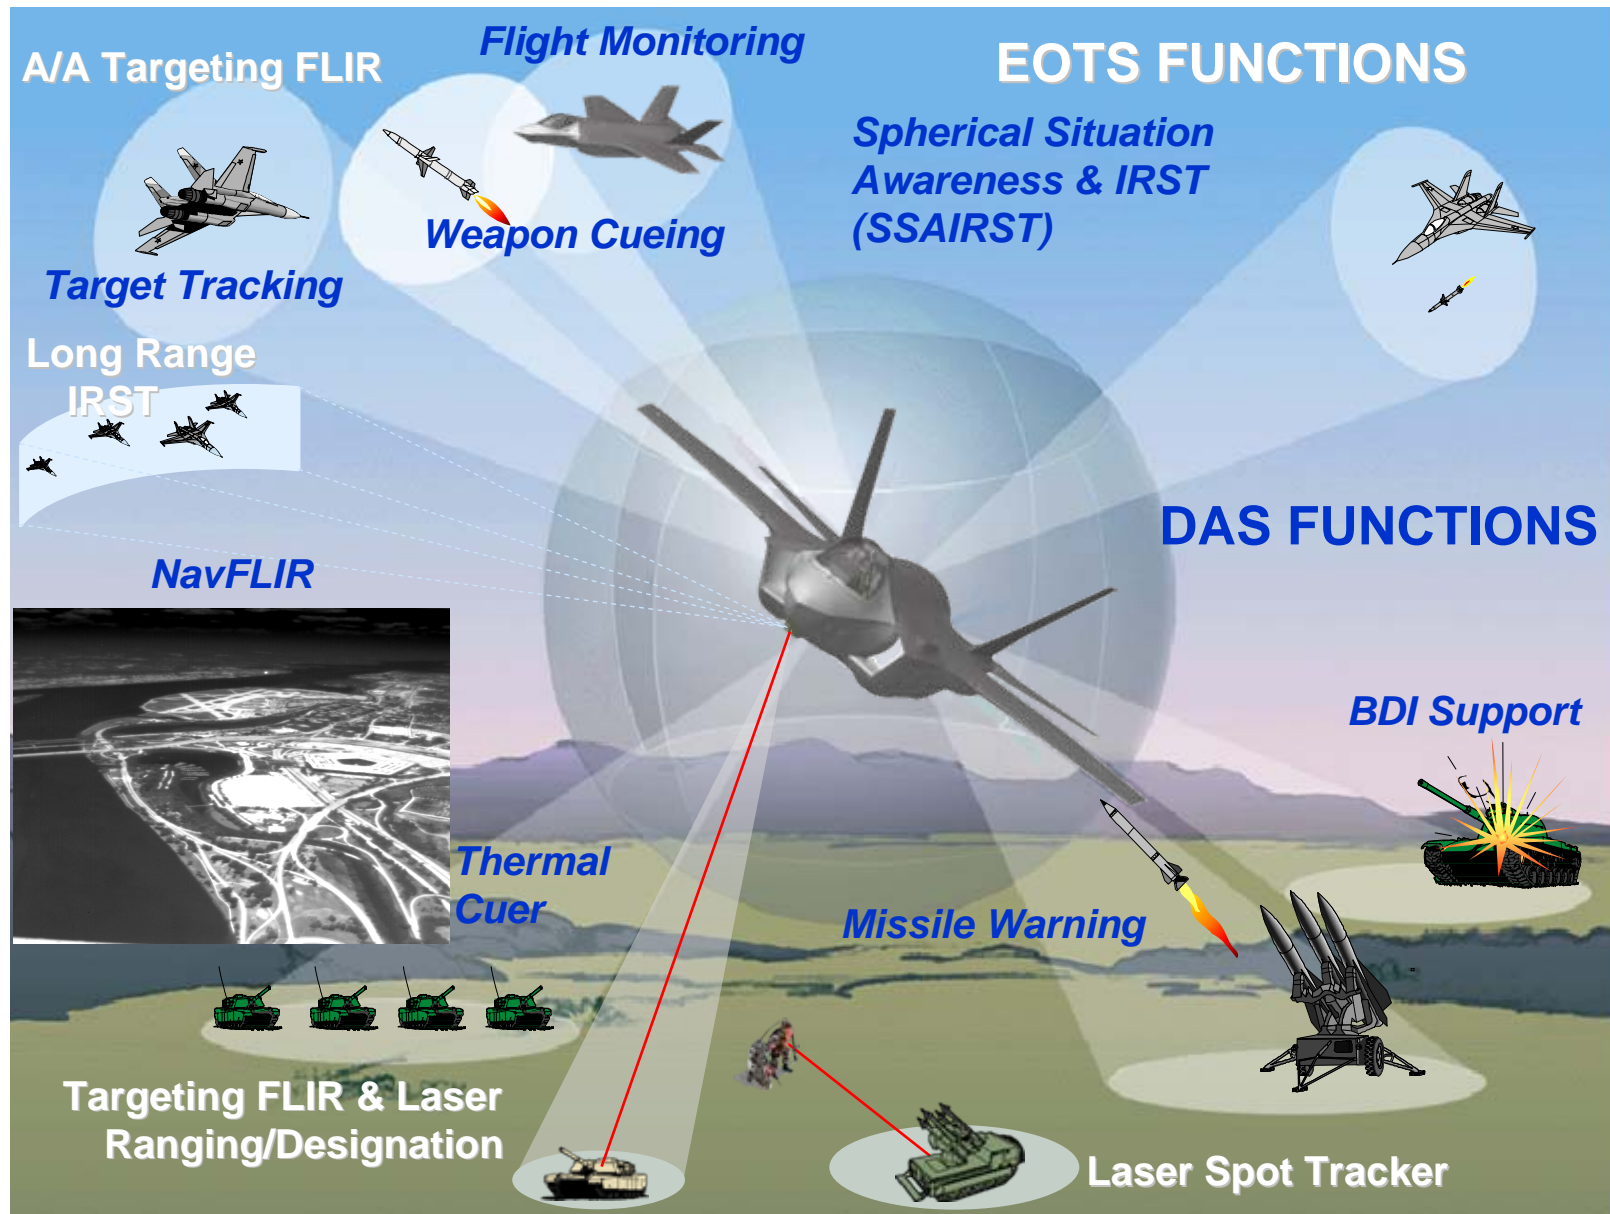 A/A Targeting FLIR
Flight Monitoring
EOTS FUNCTIONS
Spherical Situation
Awareness & IRST
(SSAIRST)
Weapon Cueing
Target Tracking
Long Range
IRST
DAS FUNCTIONS
NavFLIR
BDI Support
Thermal
Cuer
Missile Warning
Targeting FLIR & Laser
Ranging/Designation
Laser Spot Tracker